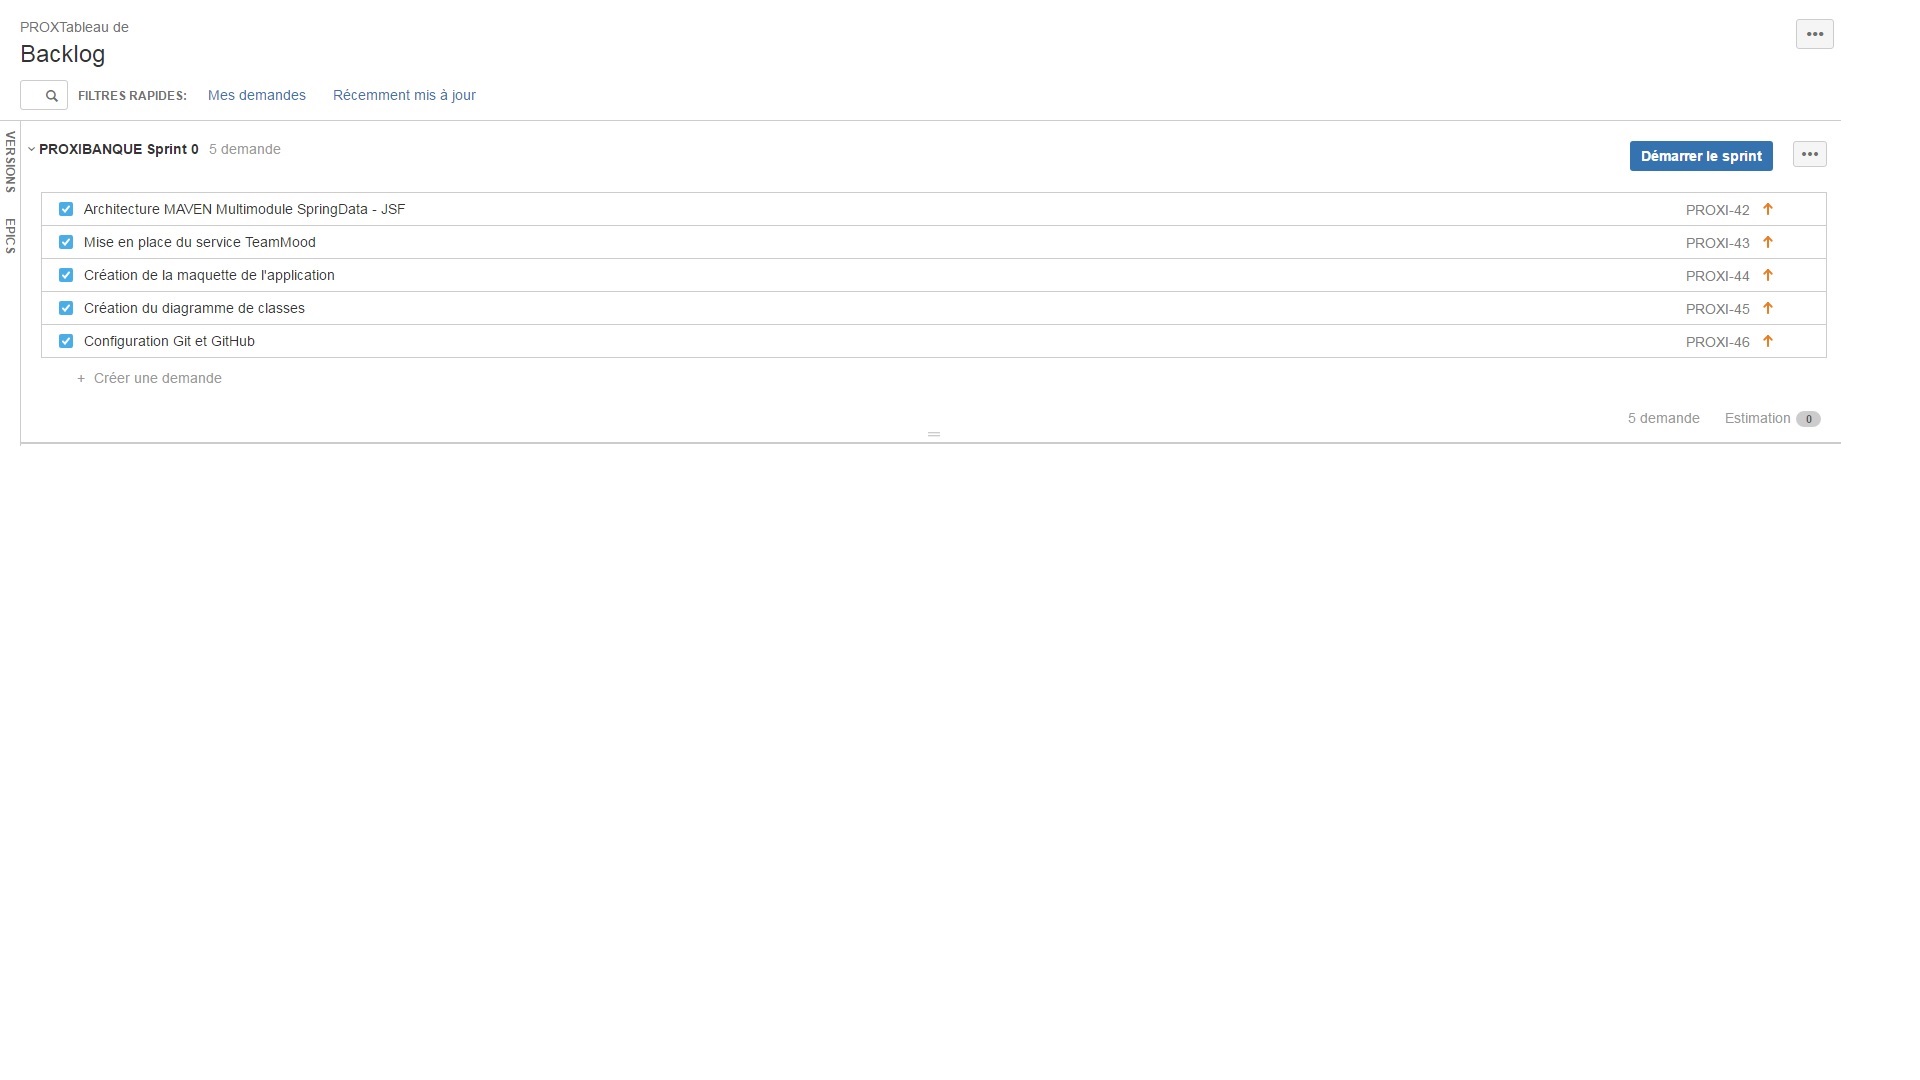 PROXTableau de
Backlog
FILTRES RAPIDES: Mes demandes Récemment mis à jour
VERSIONS
EPICS
PROXIBANQUE Sprint 0 5 demande Démarrer le sprint
Architecture MAVEN Multimodule SpringData - JSF PROXI-42
Mise en place du service TeamMood PROXI-43
Création de la maquette de l'application PROXI-44
Création du diagramme de classes PROXI-45
Configuration Git et GitHub PROXI-46
+ Créer une demande
5 demande Estimation 0